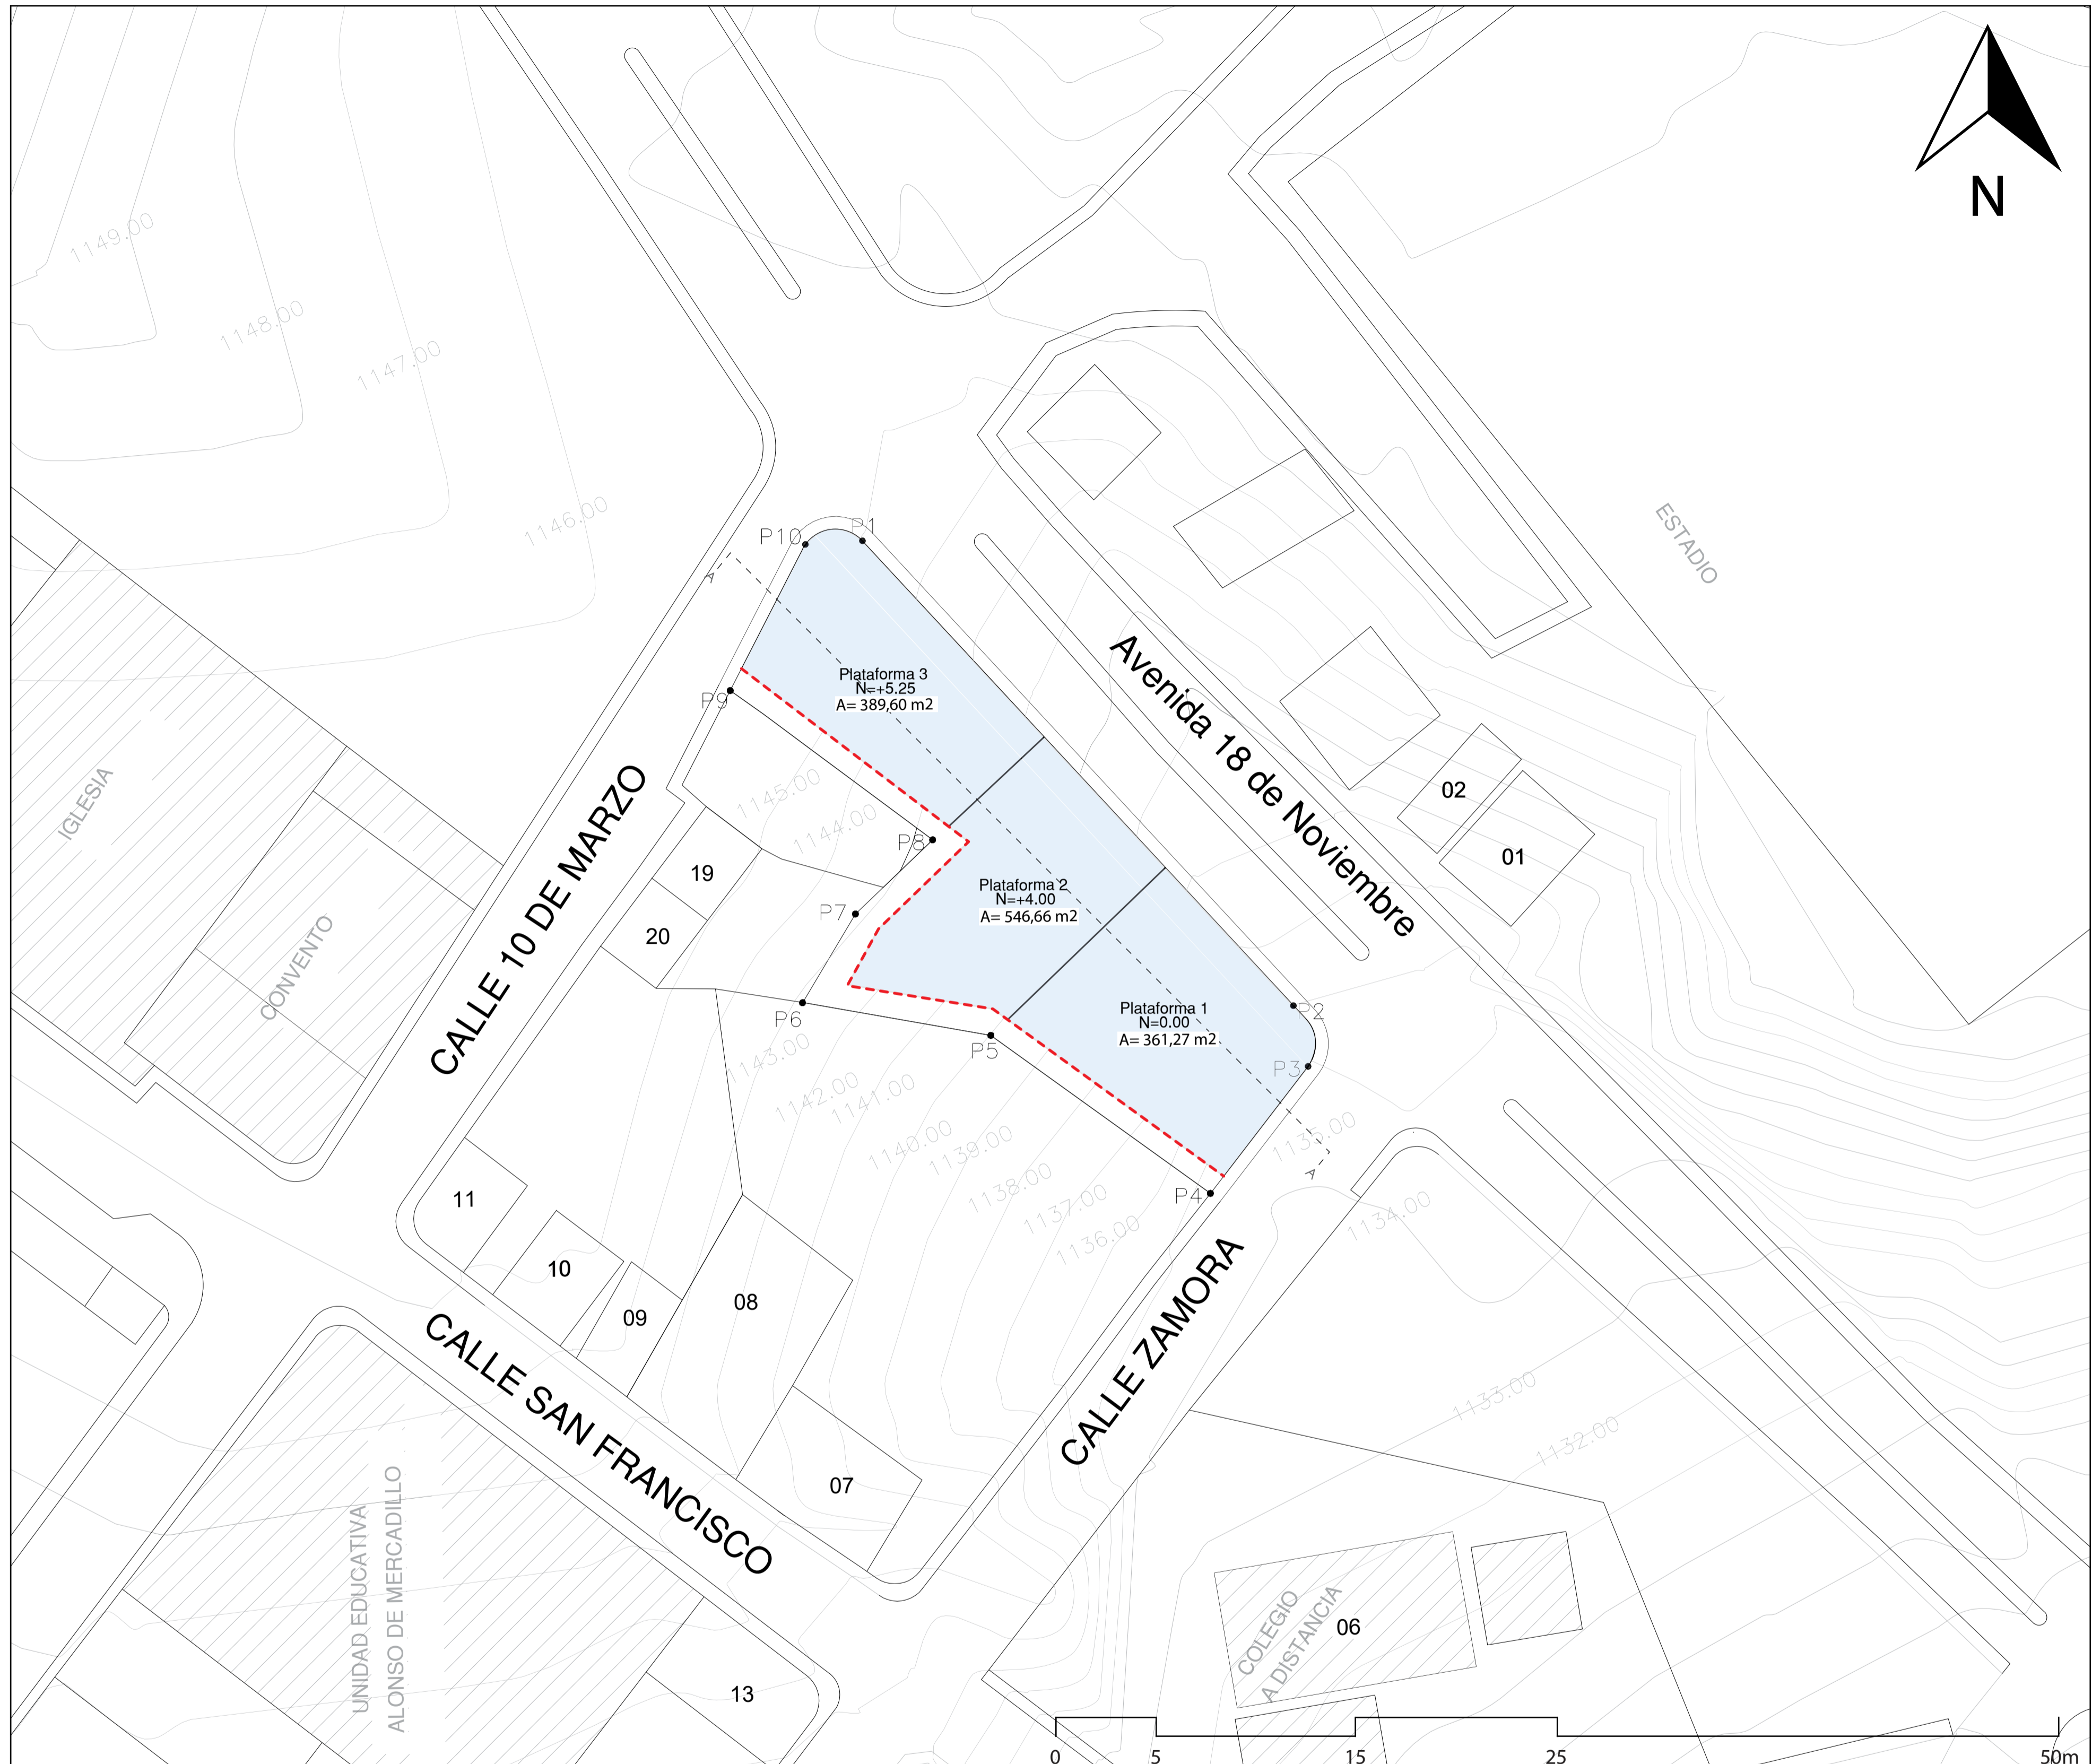 N
1149.00
1148.00
1147.00
1146.00
ESTADIO
P10
P1
A
Plataforma 3
N=+5.25
A= 389,60 m2
P9
Avenida 18 de Noviembre
02
01
IGLESIA
CONVENTO
CALLE 10 DE MARZO
1145.00
1144.00
P8
19
20
P7
Plataforma 2
N=+4.00
A= 546,66 m2
P6
P5
Plataforma 1
N=0.00
A= 361,27 m2
P2
P3
P4
A
1143.00
1142.00
1141.00
1140.00
1139.00
1138.00
1137.00
1136.00
1135.00
1134.00
1133.00
1132.00
11
10
09
08
07
CALLE ZAMORA
CALLE SAN FRANCISCO
UNIDAD EDUCATIVA
ALONSO DE MERCADILLO
13
COLEGIO
A DISTANCIA
06
0 5 15 25 50m